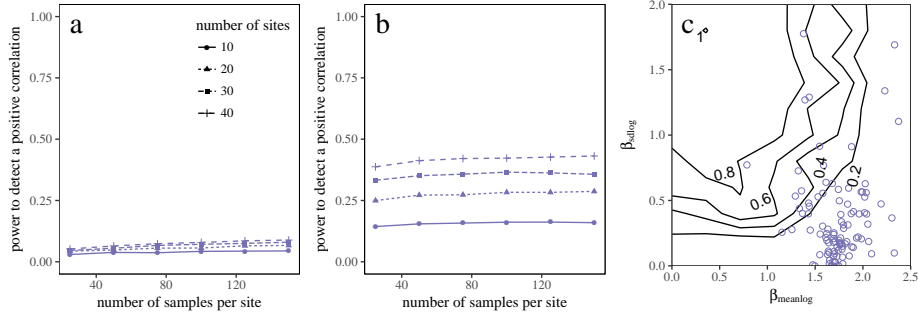 a
number of sites
10
20
30
40
power to detect a positive correlation
1.00
0.75
0.50
0.25
0.00
40 80 120
number of samples per site
b
power to detect a positive correlation
1.00
0.75
0.50
0.25
0.00
40 80 120
number of samples per site
c
1°
βsdlog
2.0
1.5
1.0
0.5
0.0
0.8
0.6
0.4
0.2
0.0 0.5 1.0 1.5 2.0 2.5
βmeanlog